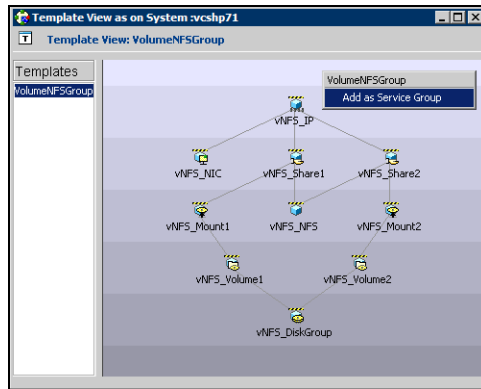 Template View as on System :vcshp71
Template View: VolumeNFSGroup
Templates
VolumeNFSGroup
VolumeNFSGroup
Add as Service Group
vNFS_IP
vNFS_NIC
vNFS_Share1
vNFS_Share2
vNFS_Mount1
vNFS_NFS
vNFS_Mount2
vNFS_Volume1
vNFS_Volume2
vNFS_DiskGroup